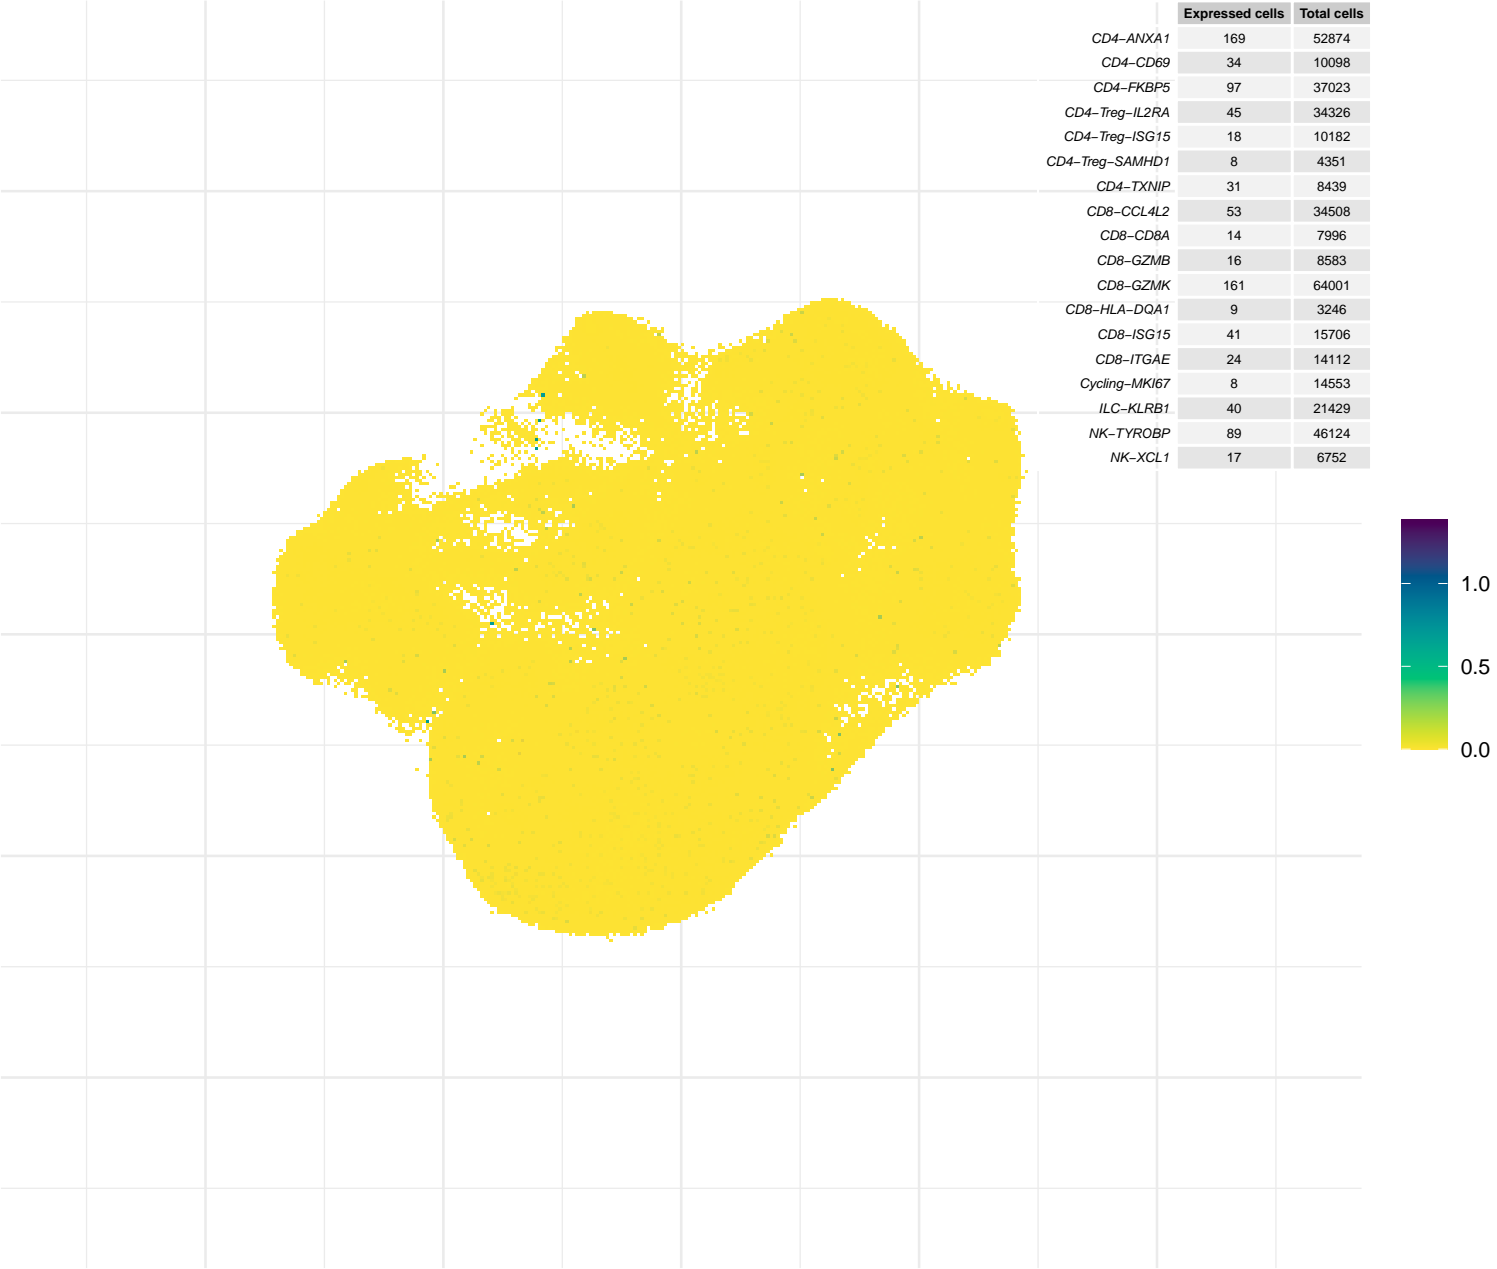 Expressed cells Total cells
CD4−ANXA1 169 52874
CD4−CD69 34 10098
CD4−FKBP5 97 37023
CD4−Treg−IL2RA 45 34326
CD4−Treg−ISG15 18 10182
CD4−Treg−SAMHD1 8 4351
CD4−TXNIP 31 8439
CD8−CCL4L2 53 34508
CD8−CD8A 14 7996
CD8−GZMB 16 8583
CD8−GZMK 161 64001
CD8−HLA−DQA1 9 3246
CD8−ISG15 41 15706
CD8−ITGAE 24 14112
Cycling−MKI67 8 14553
ILC−KLRB1 40 21429
NK−TYROBP 89 46124
NK−XCL1 17 6752
1.0
0.5
0.0